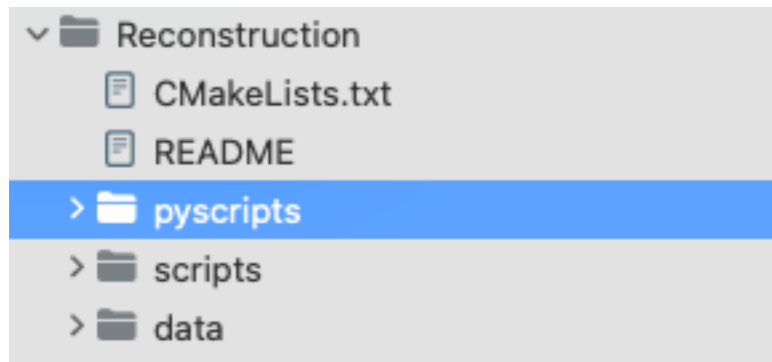 Reconstruction
CMakeLists.txt
README
pyscripts
scripts
data